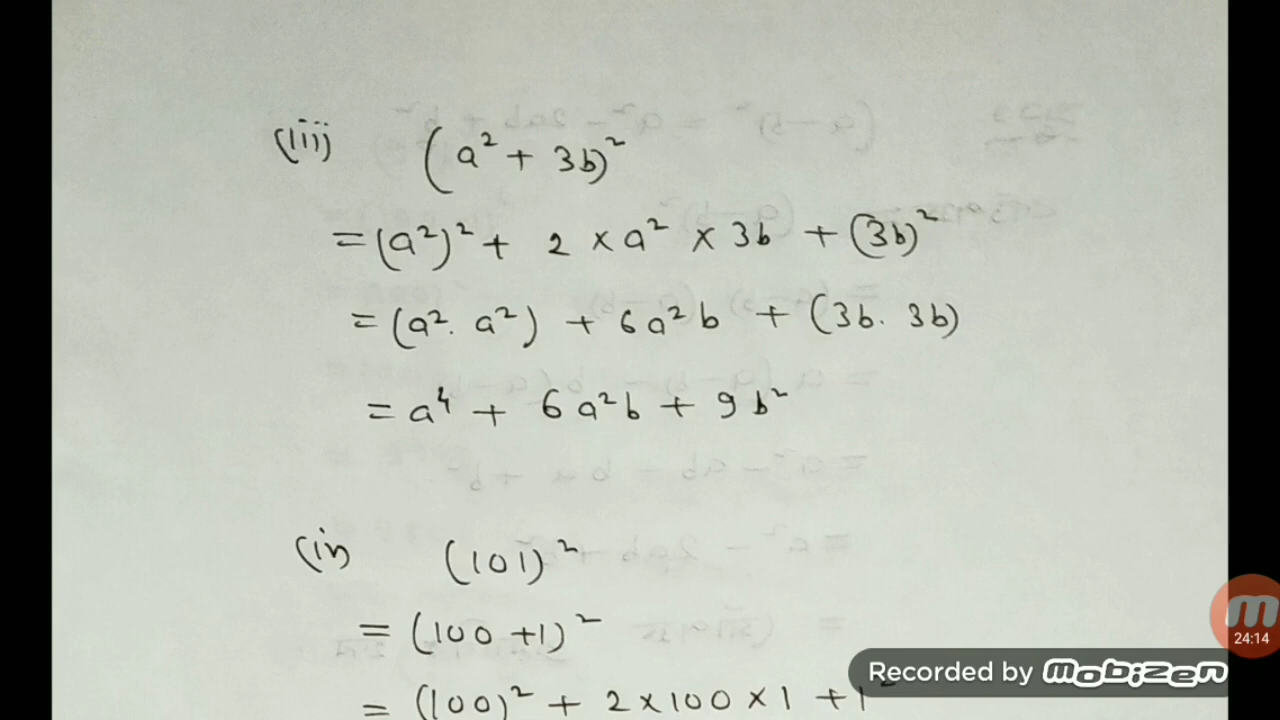 (iii) (a² + 3b)²
= (a²)² + 2 × a² × 3b + (3b)²
= (a². a²) + 6a²b + (3b. 3b)
= a⁴ + 6a²b + 9b²
(iv) (101)²
= (100 +1)²
= (100)² + 2×100×1 +1²
24:14
Recorded by MOBIZEN